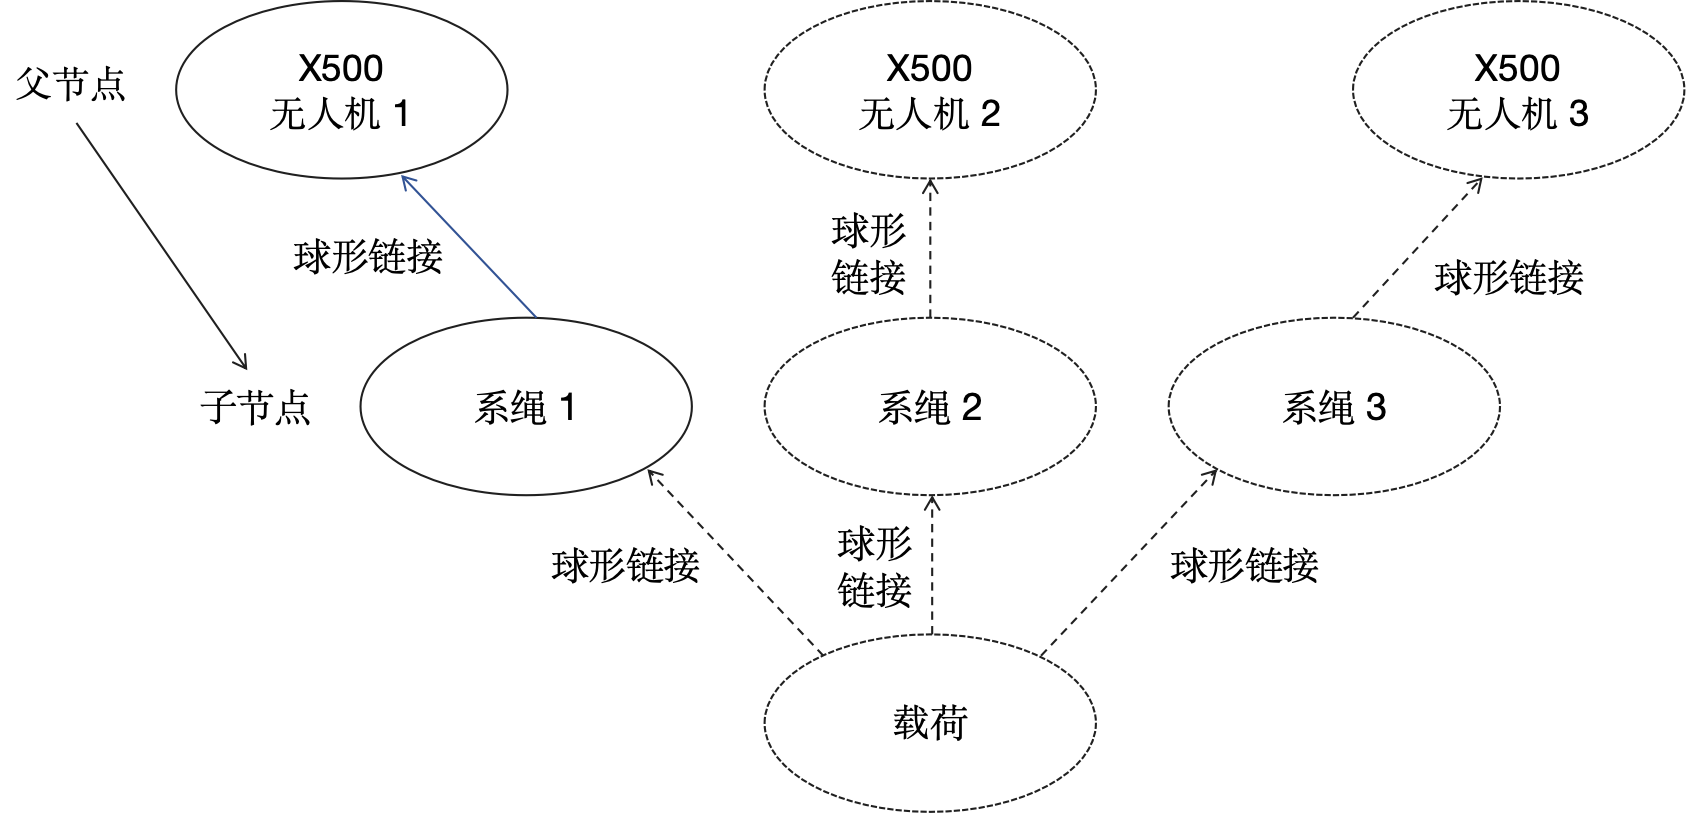 X500
无人机 1
X500
无人机 2
X500
无人机 3
父节点
球形链接
球形
链接
球形链接
子节点
系绳 1
系绳 2
系绳 3
球形链接
球形
链接
球形链接
载荷